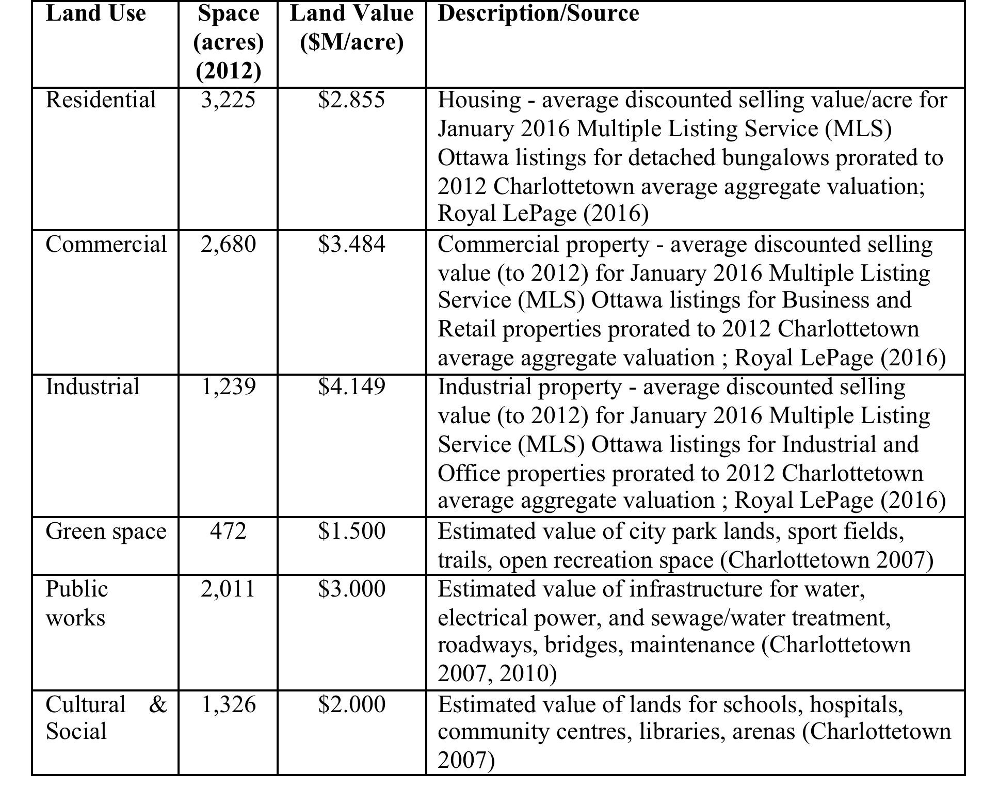 Land Use
Space
(acres)
(2012)
Land Value
($M/acre)
Description/Source
Residential
3,225
$2.855
Housing - average discounted selling value/acre for
January 2016 Multiple Listing Service (MLS)
Ottawa listings for detached bungalows prorated to
2012 Charlottetown average aggregate valuation;
Royal LePage (2016)
Commercial
2,680
$3.484
Commercial property - average discounted selling
value (to 2012) for January 2016 Multiple Listing
Service (MLS) Ottawa listings for Business and
Retail properties prorated to 2012 Charlottetown
average aggregate valuation ; Royal LePage (2016)
Industrial
1,239
$4.149
Industrial property - average discounted selling
value (to 2012) for January 2016 Multiple Listing
Service (MLS) Ottawa listings for Industrial and
Office properties prorated to 2012 Charlottetown
average aggregate valuation ; Royal LePage (2016)
Green space
472
$1.500
Estimated value of city park lands, sport fields,
trails, open recreation space (Charlottetown 2007)
Public
works
2,011
$3.000
Estimated value of infrastructure for water,
electrical power, and sewage/water treatment,
roadways, bridges, maintenance (Charlottetown
2007, 2010)
Cultural &
Social
1,326
$2.000
Estimated value of lands for schools, hospitals,
community centres, libraries, arenas (Charlottetown
2007)